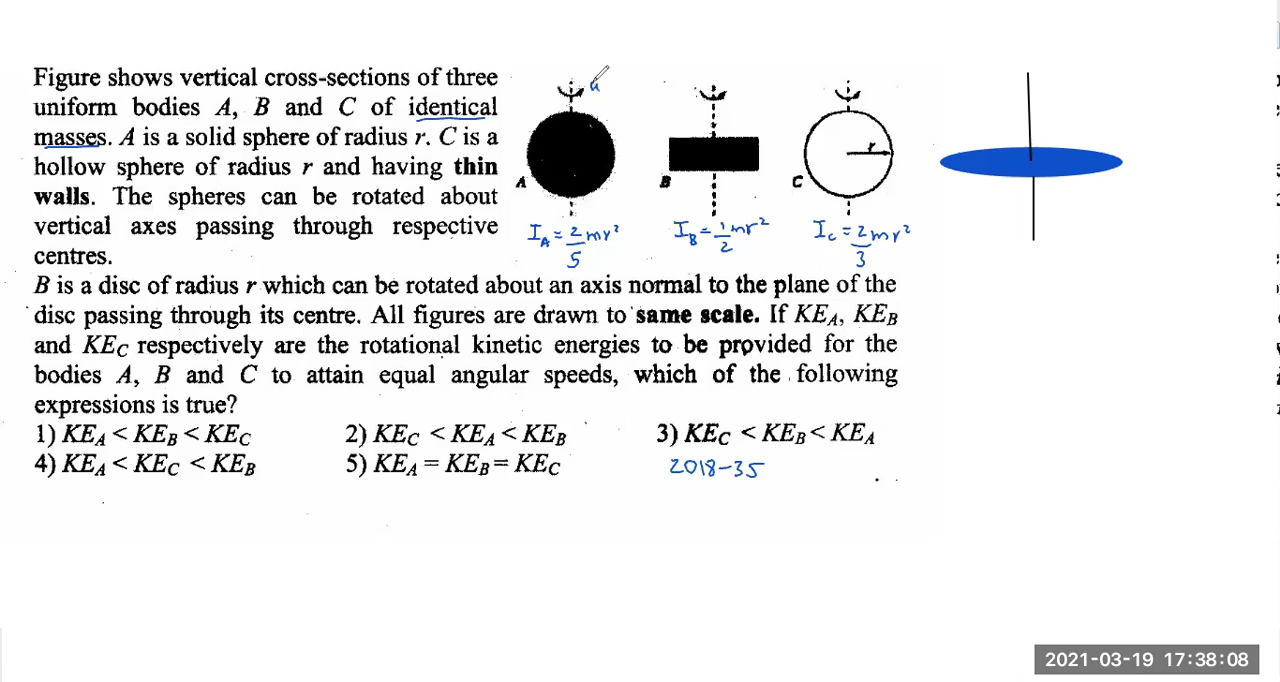 Figure shows vertical cross-sections of three
uniform bodies A, B and C of identical
masses. A is a solid sphere of radius r. C is a
hollow sphere of radius r and having thin
walls. The spheres can be rotated about
vertical axes passing through respective
centres.
A
B
C
r
I_A = 2/5 mr²
I_B = 1/2 mr²
I_C = 2/3 mr²
B is a disc of radius r which can be rotated about an axis normal to the plane of the
disc passing through its centre. All figures are drawn to same scale. If KE_A, KE_B
and KE_C respectively are the rotational kinetic energies to be provided for the
bodies A, B and C to attain equal angular speeds, which of the following
expressions is true?
1) KE_A < KE_B < KE_C 2) KE_C < KE_A < KE_B 3) KE_C < KE_B < KE_A
4) KE_A < KE_C < KE_B 5) KE_A = KE_B = KE_C 2018-35
2021-03-19 17:38:08